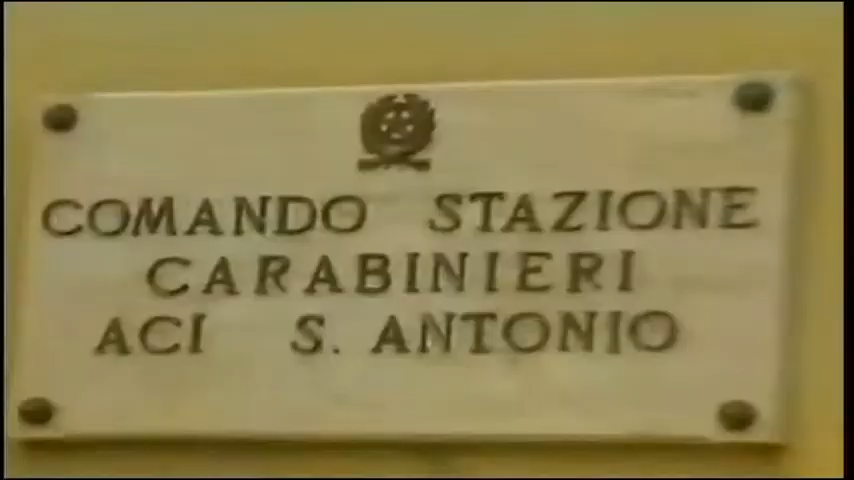 COMANDO STAZIONE
CARABINIERI
ACI S. ANTONIO